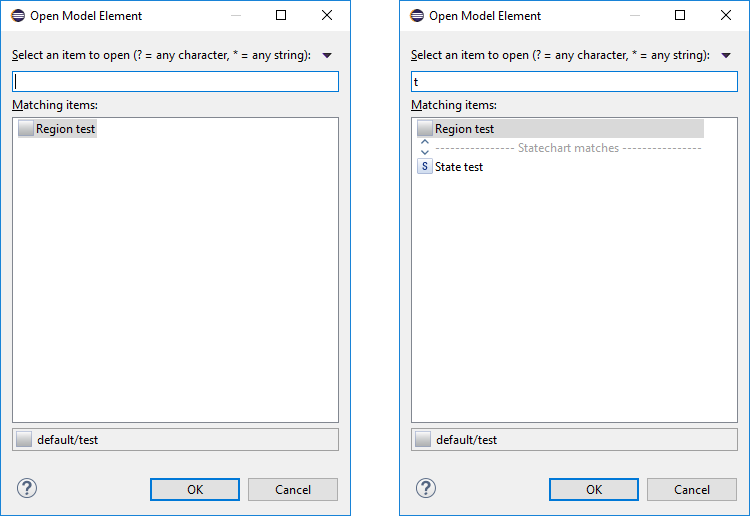 Open Model Element
Select an item to open (? = any character, * = any string):
Matching items:
Region test
default/test
?
OK
Cancel
Open Model Element
Select an item to open (? = any character, * = any string):
t
Matching items:
Region test
---------------- Statechart matches ----------------
S State test
default/test
?
OK
Cancel